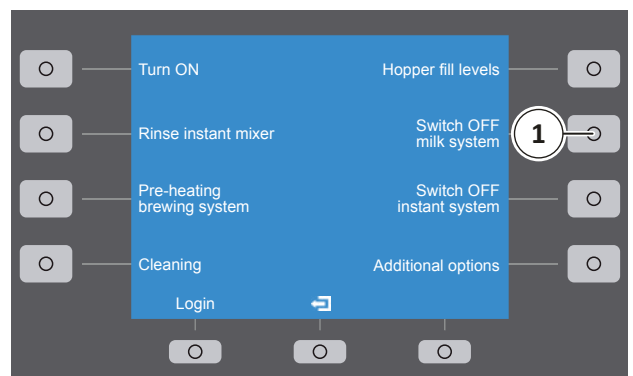 Turn ON
Hopper fill levels
Rinse instant mixer
Switch OFF
milk system
1
Pre-heating
brewing system
Switch OFF
instant system
Cleaning
Additional options
Login